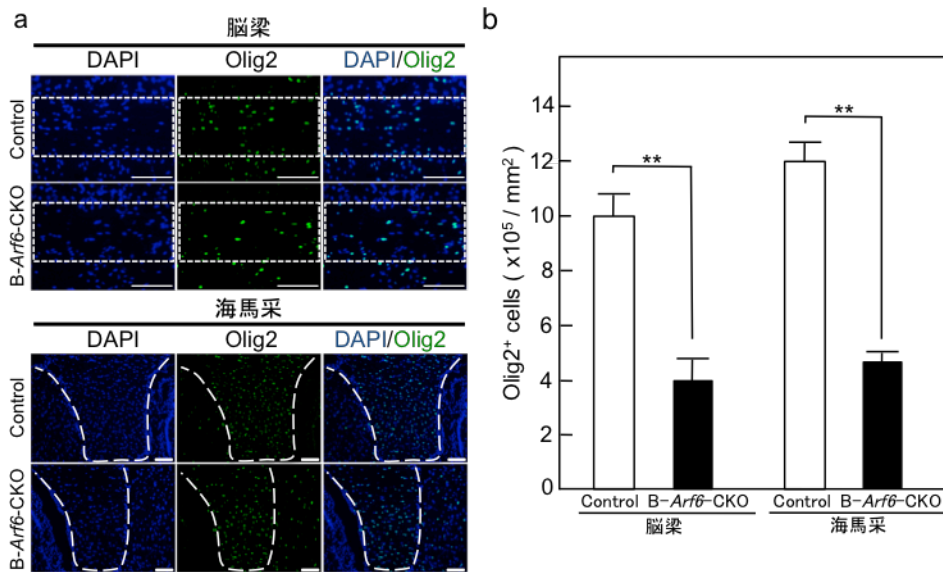 a
脳梁
DAPI Olig2 DAPI/Olig2
Control
B-Arf6-CKO
海馬采
DAPI Olig2 DAPI/Olig2
Control
B-Arf6-CKO
b
Olig2+ cells ( x10⁵ / mm²)
14
12
10
8
6
4
2
0
**
**
Control B-Arf6-CKO Control B-Arf6-CKO
脳梁 海馬采